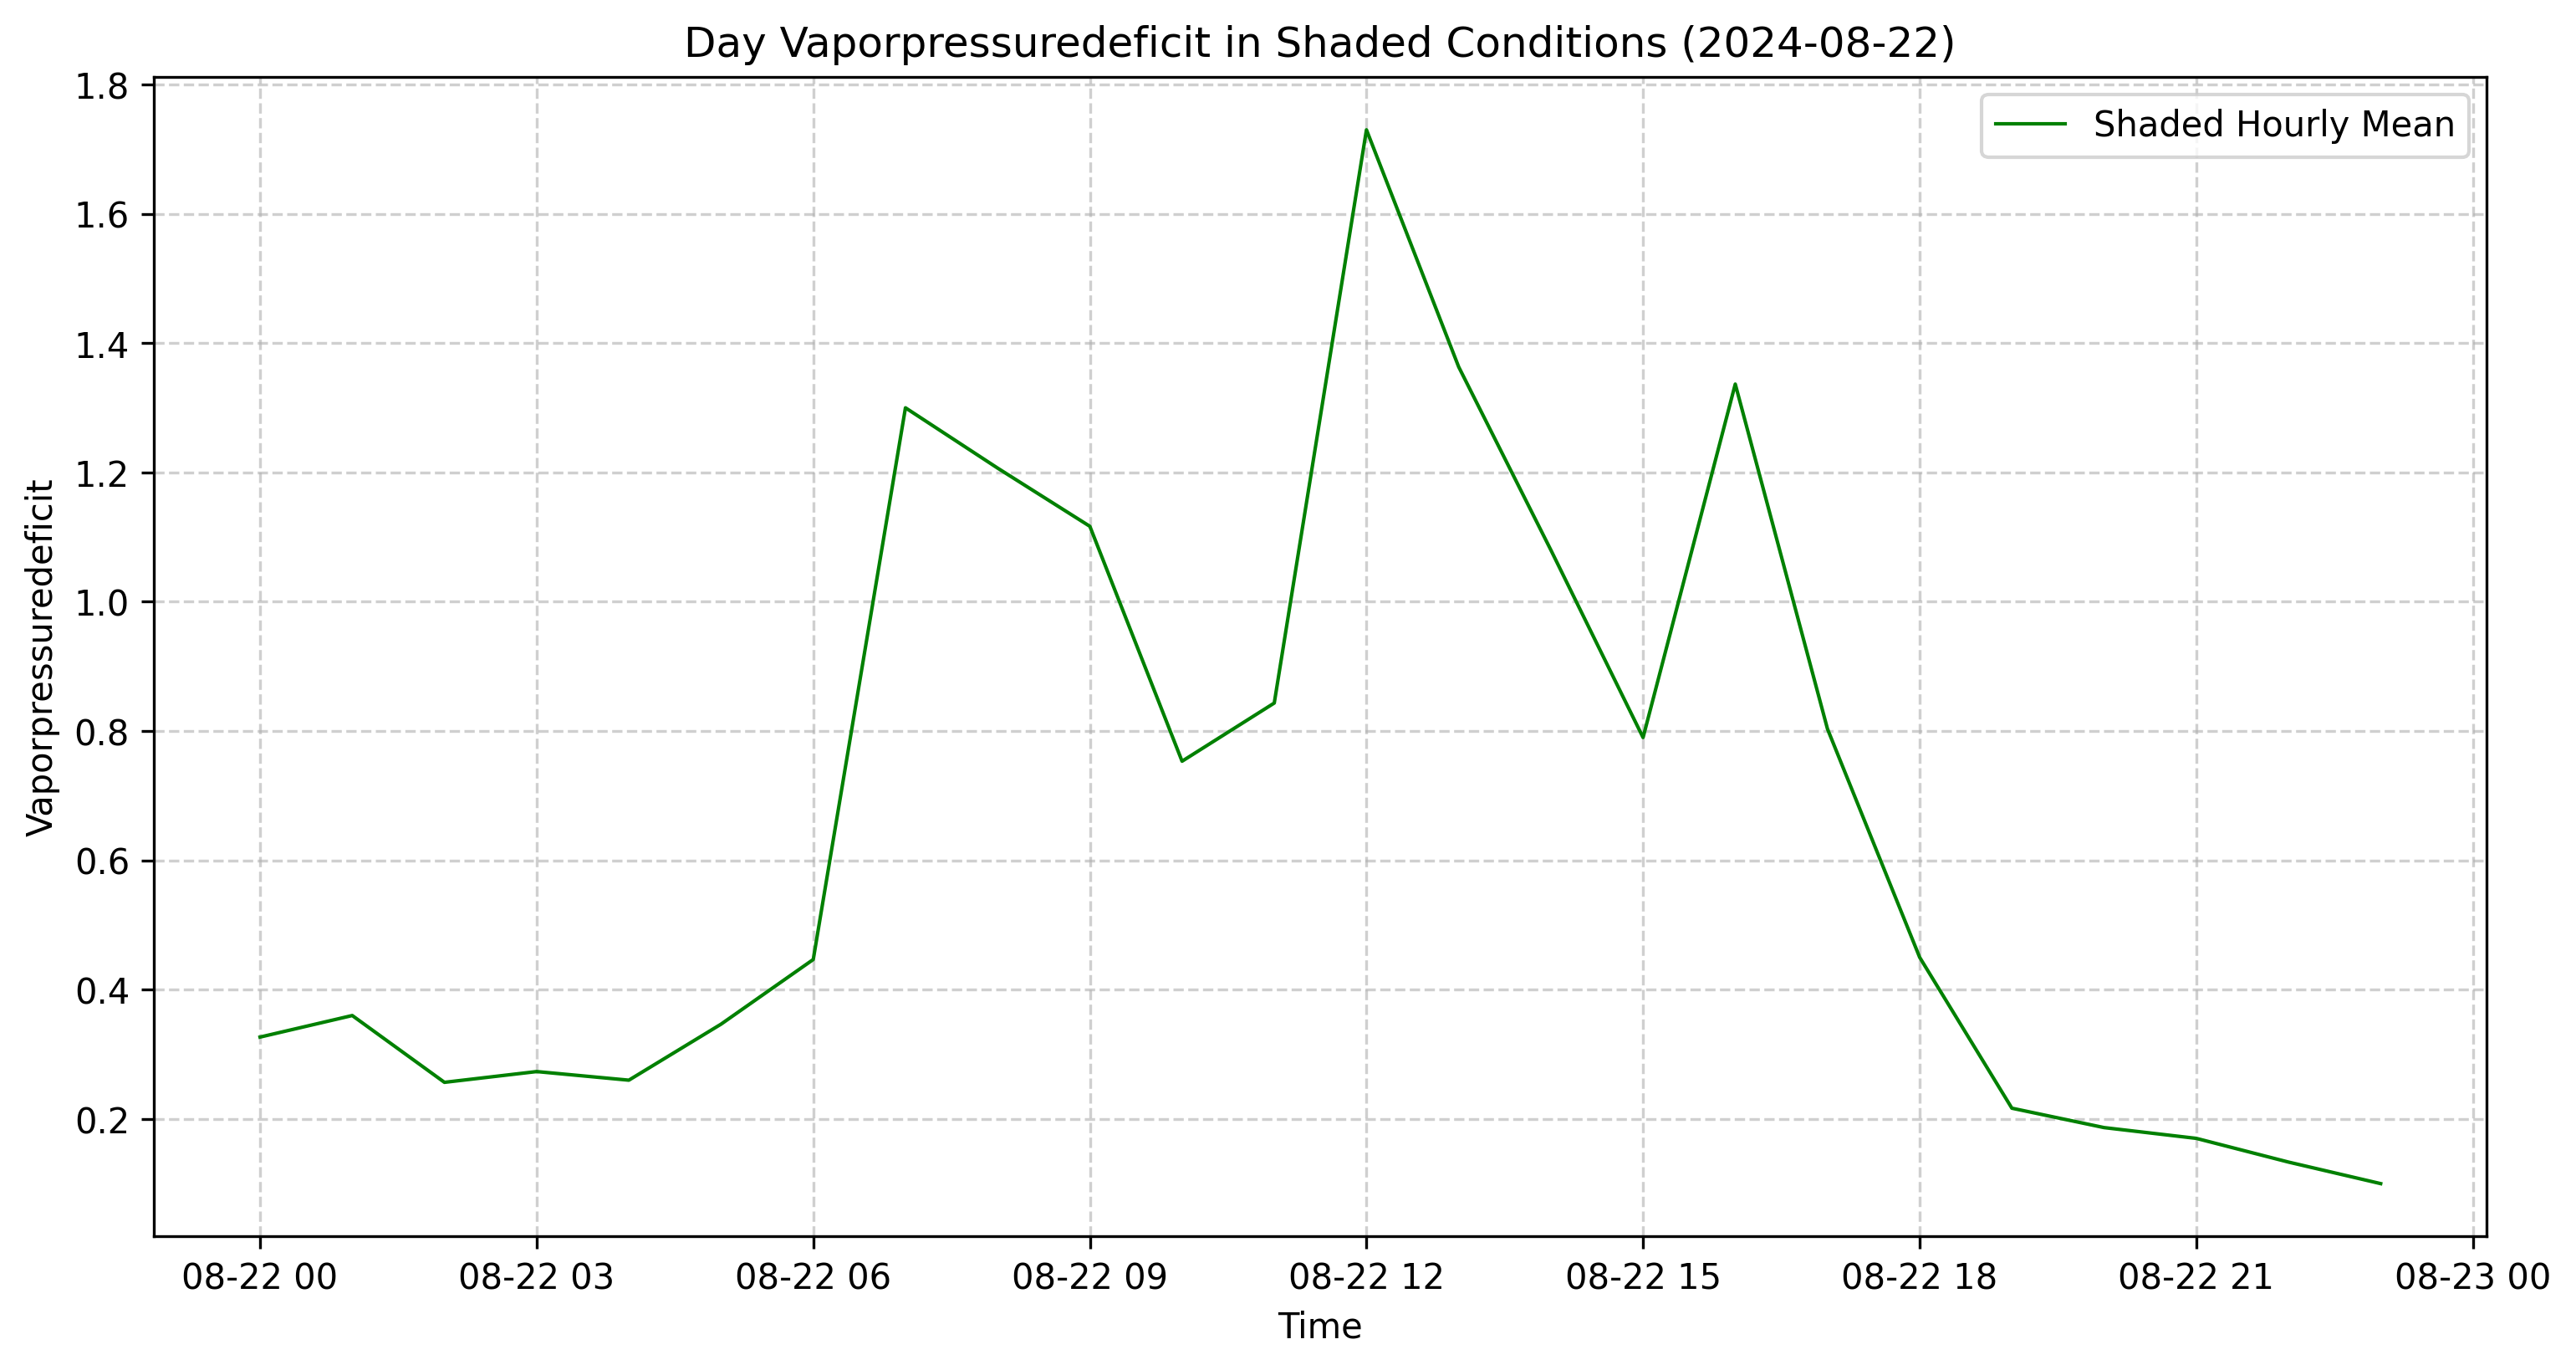 Day Vaporpressuredeficit in Shaded Conditions (2024-08-22)
Shaded Hourly Mean
Vaporpressuredeficit
1.8
1.6
1.4
1.2
1.0
0.8
0.6
0.4
0.2
08-22 00 08-22 03 08-22 06 08-22 09 08-22 12 08-22 15 08-22 18 08-22 21 08-23 00
Time